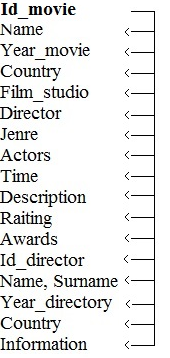 Id_movie
Name
Year_movie
Country
Film_studio
Director
Jenre
Actors
Time
Description
Raiting
Awards
Id_director
Name, Surname
Year_directory
Country
Information